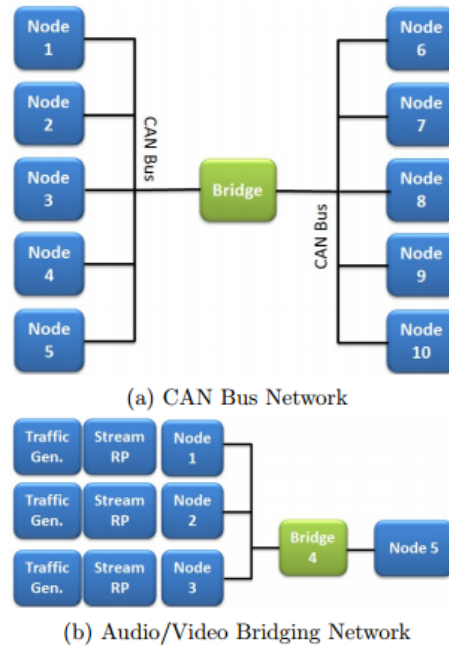 Node
1
Node
2
Node
3
Node
4
Node
5
CAN Bus
Bridge
CAN Bus
Node
6
Node
7
Node
8
Node
9
Node
10
(a) CAN Bus Network
Traffic
Gen.
Stream
RP
Node
1
Traffic
Gen.
Stream
RP
Node
2
Traffic
Gen.
Stream
RP
Node
3
Bridge
4
Node 5
(b) Audio/Video Bridging Network